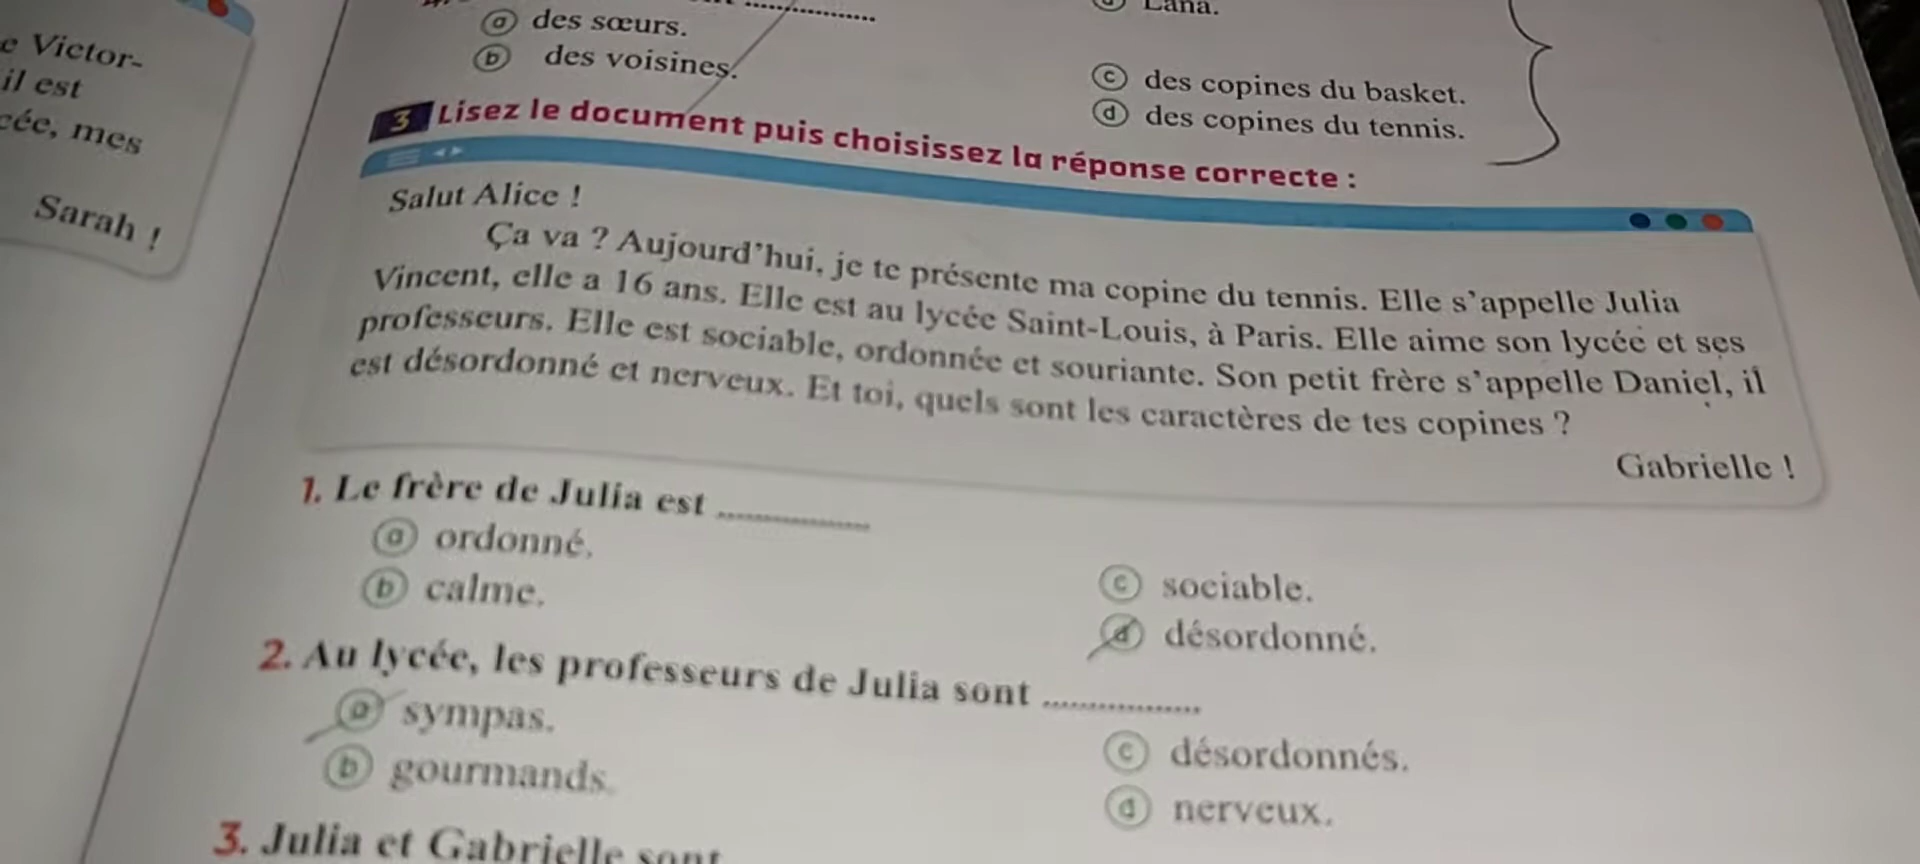 e Victor-
il est
cée, mes
Sarah !
Lana.
ⓐ des sœurs.
ⓑ des voisines.
ⓒ des copines du basket.
ⓓ des copines du tennis.
3 Lisez le document puis choisissez la réponse correcte :
Salut Alice !
Ça va ? Aujourd'hui, je te présente ma copine du tennis. Elle s'appelle Julia
Vincent, elle a 16 ans. Elle est au lycée Saint-Louis, à Paris. Elle aime son lycée et ses
professeurs. Elle est sociable, ordonnée et souriante. Son petit frère s'appelle Daniel, il
est désordonné et nerveux. Et toi, quels sont les caractères de tes copines ?
Gabrielle !
1. Le frère de Julia est ...............
ⓐ ordonné.
ⓑ calme.
ⓒ sociable.
ⓓ désordonné.
2. Au lycée, les professeurs de Julia sont ...............
ⓐ sympas.
ⓑ gourmands.
ⓒ désordonnés.
ⓓ nerveux.
3. Julia et Gabrielle sont